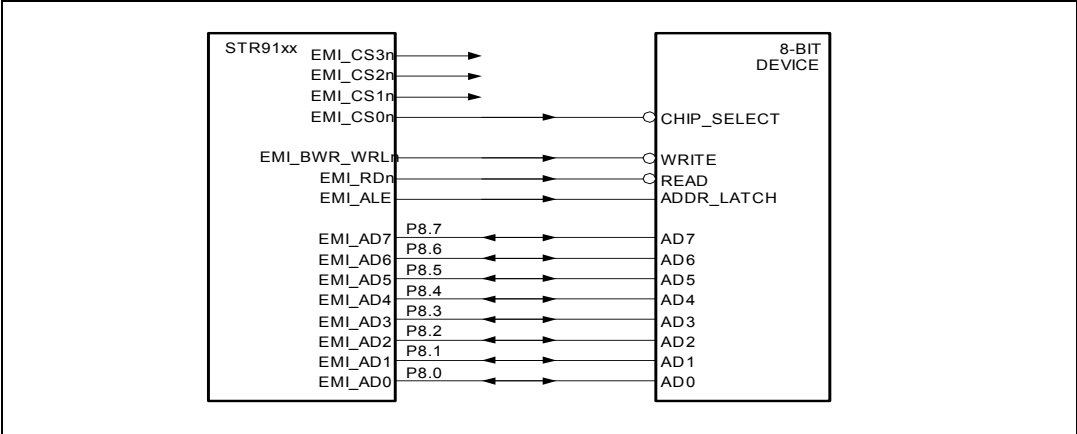 STR91xx
EMI_CS3n
EMI_CS2n
EMI_CS1n
EMI_CS0n
EMI_BWR_WRLn
EMI_RDn
EMI_ALE
EMI_AD7
EMI_AD6
EMI_AD5
EMI_AD4
EMI_AD3
EMI_AD2
EMI_AD1
EMI_AD0
P8.7
P8.6
P8.5
P8.4
P8.3
P8.2
P8.1
P8.0
8-BIT
DEVICE
CHIP_SELECT
WRITE
READ
ADDR_LATCH
AD7
AD6
AD5
AD4
AD3
AD2
AD1
AD0